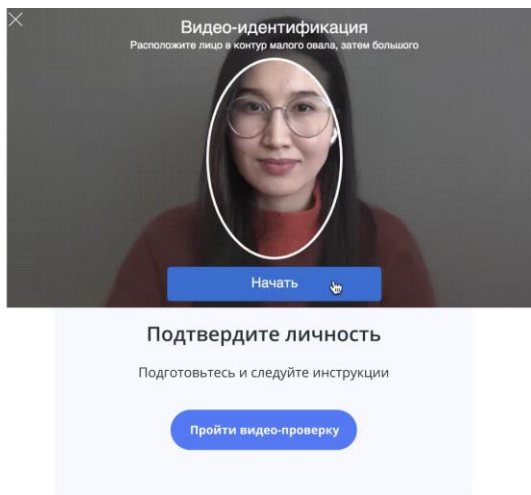 Видео-идентификация
Расположите лицо в контур малого овала, затем большого
Начать
Подтвердите личность
Подготовьтесь и следуйте инструкции
Пройти видео-проверку